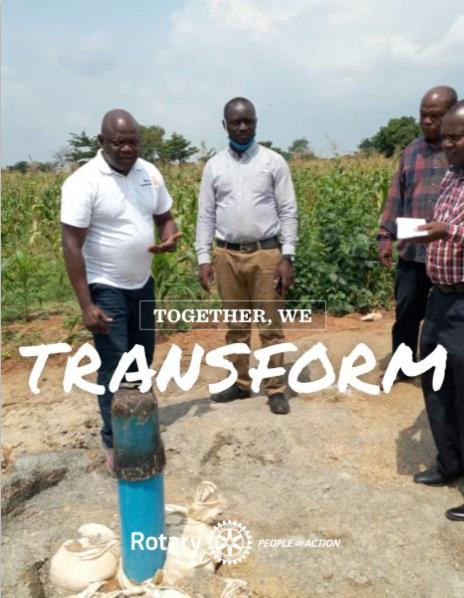 TOGETHER, WE
TRANSFORM
Rotary
PEOPLE OF ACTION